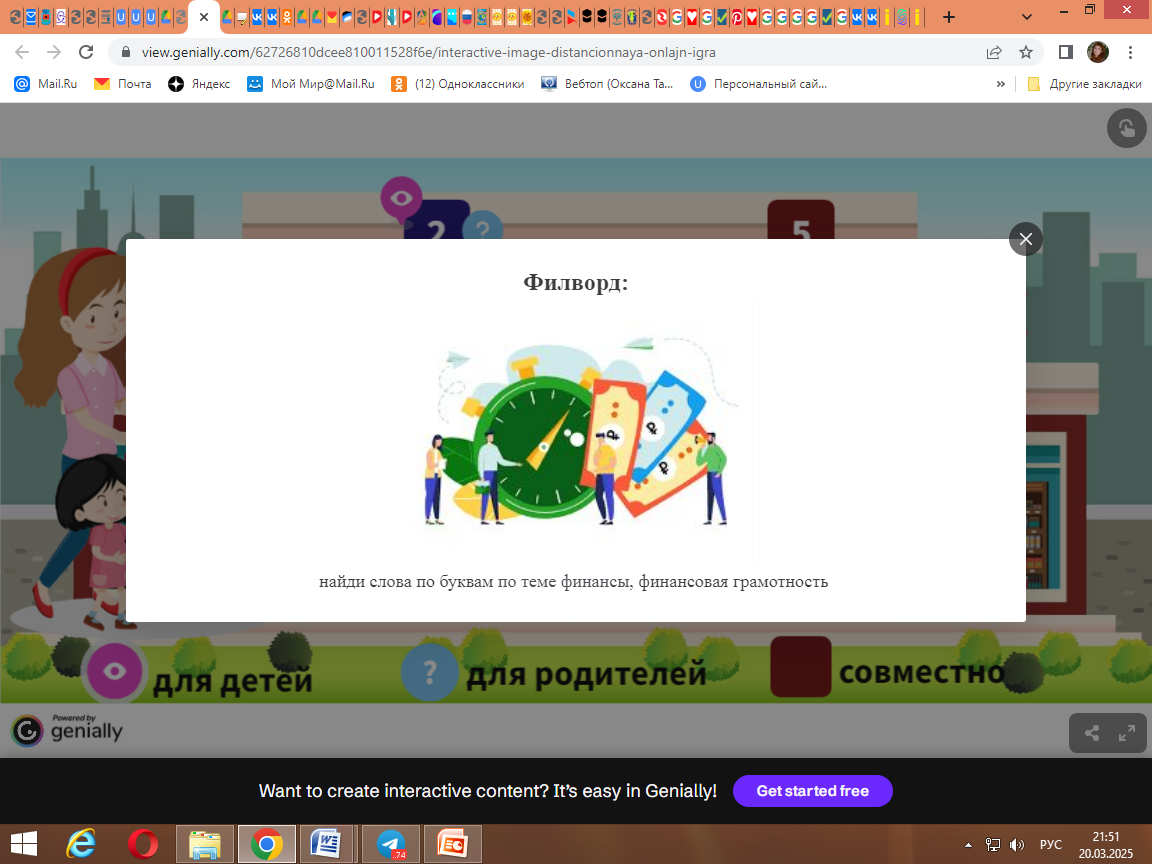 view.genially.com/62726810dcee810011528f6e/interactive-image-distancionnaya-onlajn-igra
Mail.Ru
Почта
Яндекс
Мой Мир@Mail.Ru
(12) Одноклассники
Вебтоп (Оксана Та...
Персональный сай...
»
Другие закладки
2
?
5
Филворд:
найди слова по буквам по теме финансы, финансовая грамотность
для детей
?
для родителей
совместно
Powered by
genially
Want to create interactive content? It's easy in Genially!
Get started free
74
РУС
21:51
20.03.2025